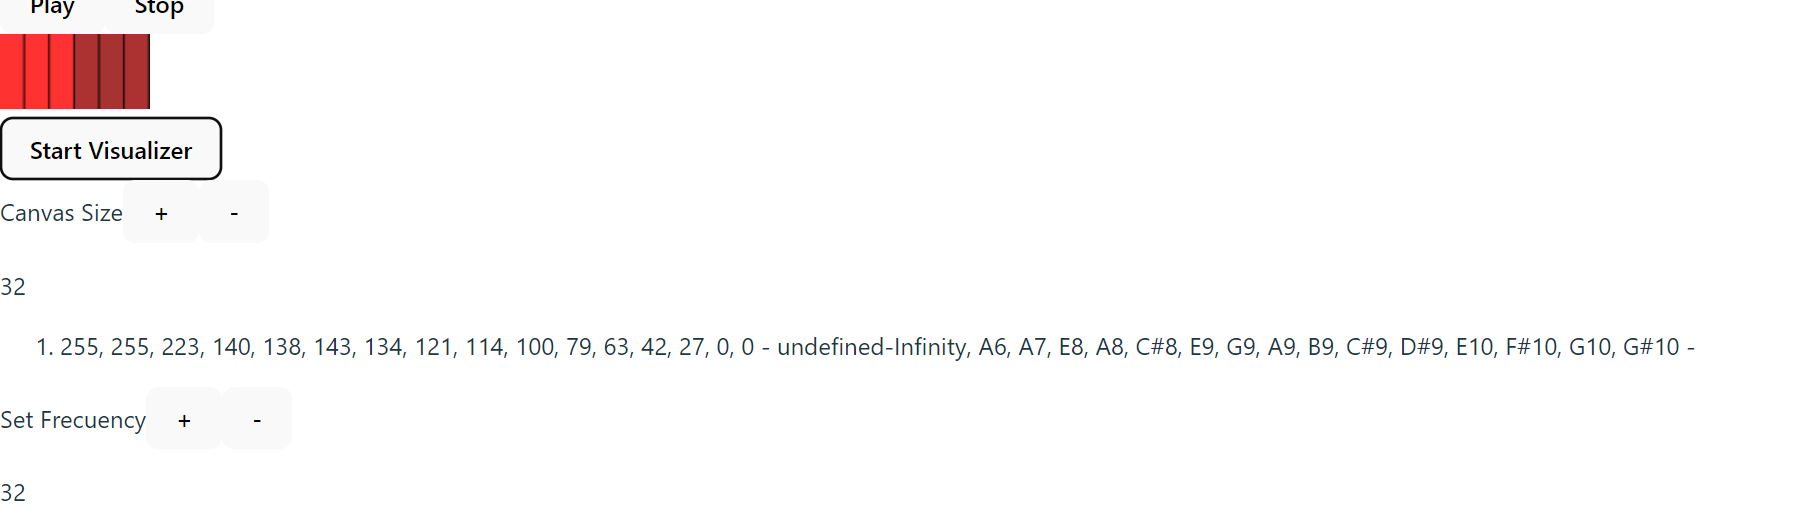 Play Stop
Start Visualizer
Canvas Size + -
32
1. 255, 255, 223, 140, 138, 143, 134, 121, 114, 100, 79, 63, 42, 27, 0, 0 - undefined-Infinity, A6, A7, E8, A8, C#8, E9, G9, A9, B9, C#9, D#9, E10, F#10, G10, G#10 -
Set Frecuency + -
32